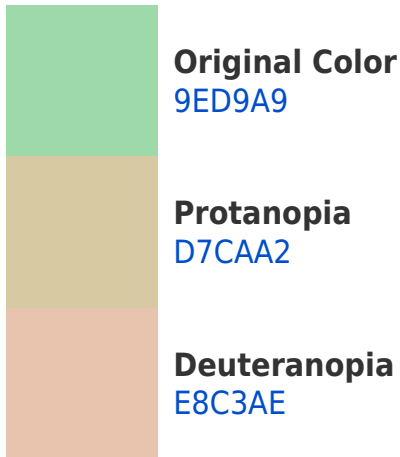 Original Color
9ED9A9
Protanopia
D7CAA2
Deuteranopia
E8C3AE